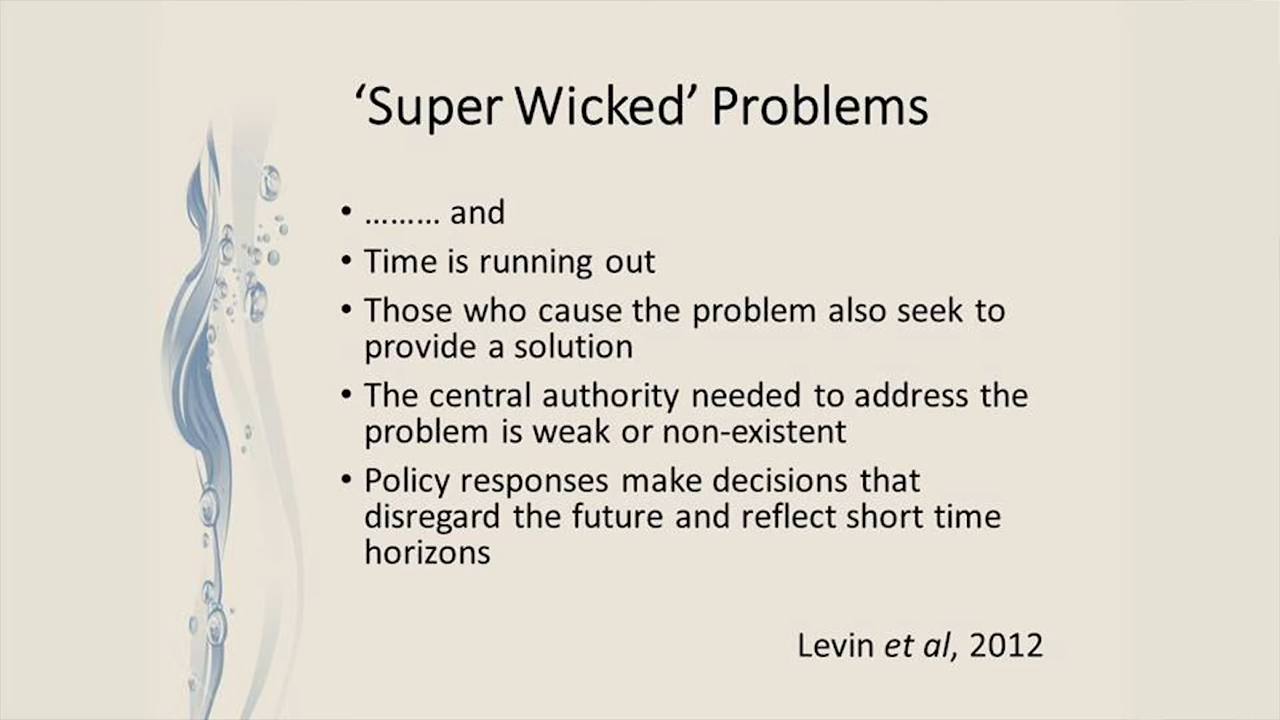 ‘Super Wicked’ Problems
• ……… and
• Time is running out
• Those who cause the problem also seek to
provide a solution
• The central authority needed to address the
problem is weak or non-existent
• Policy responses make decisions that
disregard the future and reflect short time
horizons
Levin et al, 2012